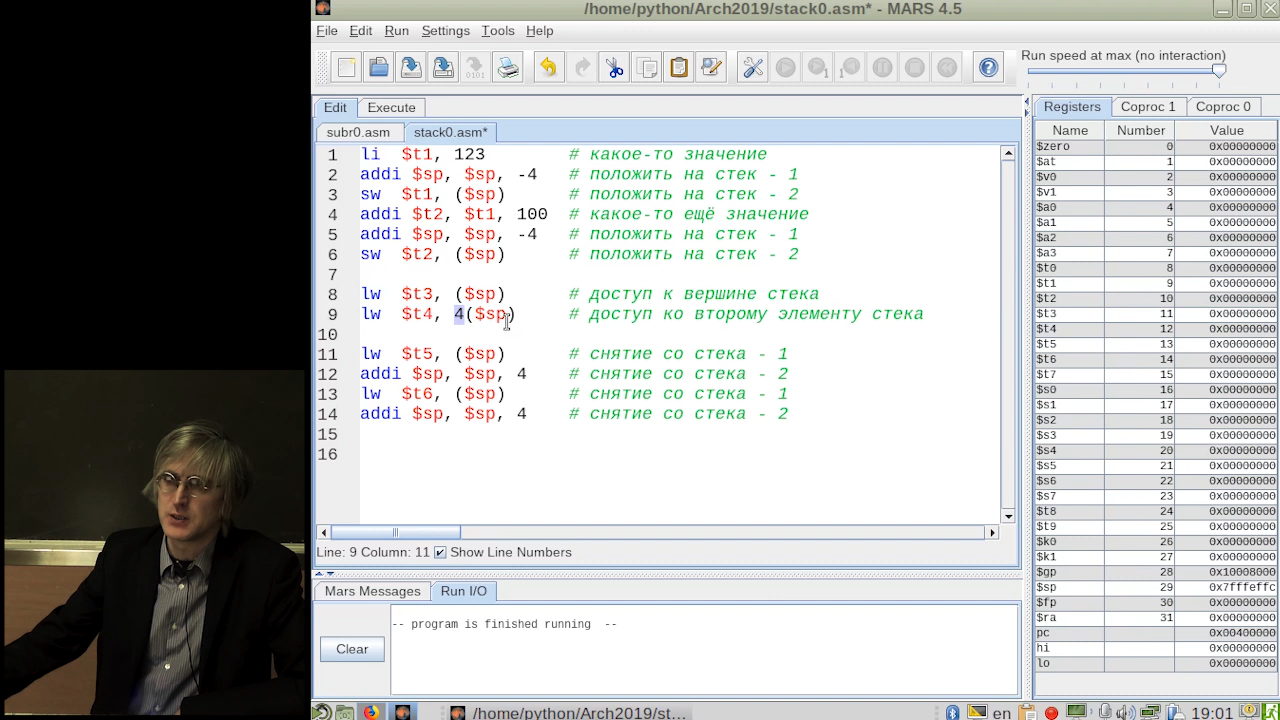 /home/python/Arch2019/stack0.asm* - MARS 4.5
File Edit Run Settings Tools Help
Run speed at max (no interaction)
Edit Execute
subr0.asm stack0.asm*
1 li $t1, 123 # какое-то значение
2 addi $sp, $sp, -4 # положить на стек - 1
3 sw $t1, ($sp) # положить на стек - 2
4 addi $t2, $t1, 100 # какое-то ещё значение
5 addi $sp, $sp, -4 # положить на стек - 1
6 sw $t2, ($sp) # положить на стек - 2
7
8 lw $t3, ($sp) # доступ к вершине стека
9 lw $t4, 4($sp) # доступ ко второму элементу стека
10
11 lw $t5, ($sp) # снятие со стека - 1
12 addi $sp, $sp, 4 # снятие со стека - 2
13 lw $t6, ($sp) # снятие со стека - 1
14 addi $sp, $sp, 4 # снятие со стека - 2
15
16
Line: 9 Column: 11 Show Line Numbers
Mars Messages Run I/O
-- program is finished running --
Clear
Registers Coproc 1 Coproc 0
Name Number Value
$zero 0 0x00000000
$at 1 0x00000000
$v0 2 0x00000000
$v1 3 0x00000000
$a0 4 0x00000000
$a1 5 0x00000000
$a2 6 0x00000000
$a3 7 0x00000000
$t0 8 0x00000000
$t1 9 0x00000000
$t2 10 0x00000000
$t3 11 0x00000000
$t4 12 0x00000000
$t5 13 0x00000000
$t6 14 0x00000000
$t7 15 0x00000000
$s0 16 0x00000000
$s1 17 0x00000000
$s2 18 0x00000000
$s3 19 0x00000000
$s4 20 0x00000000
$s5 21 0x00000000
$s6 22 0x00000000
$s7 23 0x00000000
$t8 24 0x00000000
$t9 25 0x00000000
$k0 26 0x00000000
$k1 27 0x00000000
$gp 28 0x10008000
$sp 29 0x7fffeffc
$fp 30 0x00000000
$ra 31 0x00000000
pc 0x00400000
hi 0x00000000
lo 0x00000000
/home/python/Arch2019/st...
en 19:01